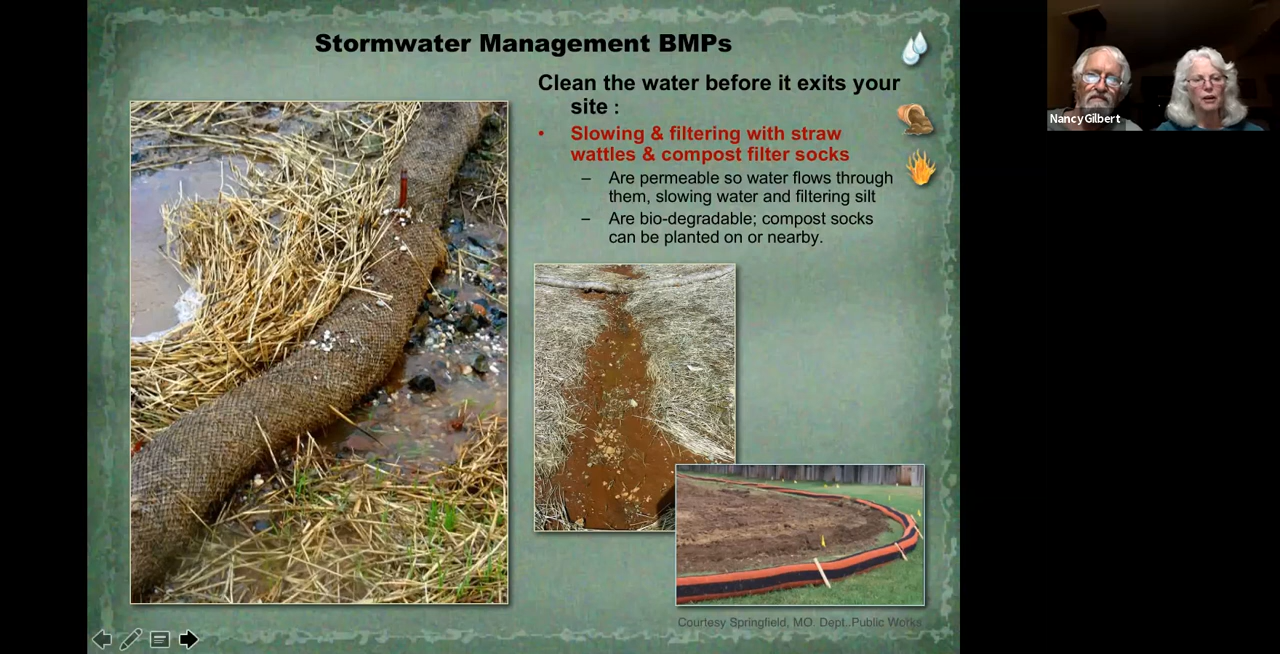 Stormwater Management BMPs
Clean the water before it exits your
site :
• Slowing & filtering with straw
wattles & compost filter socks
– Are permeable so water flows through
them, slowing water and filtering silt
– Are bio-degradable; compost socks
can be planted on or nearby.
Courtesy Springfield, MO. Dept. Public Works
NancyGilbert